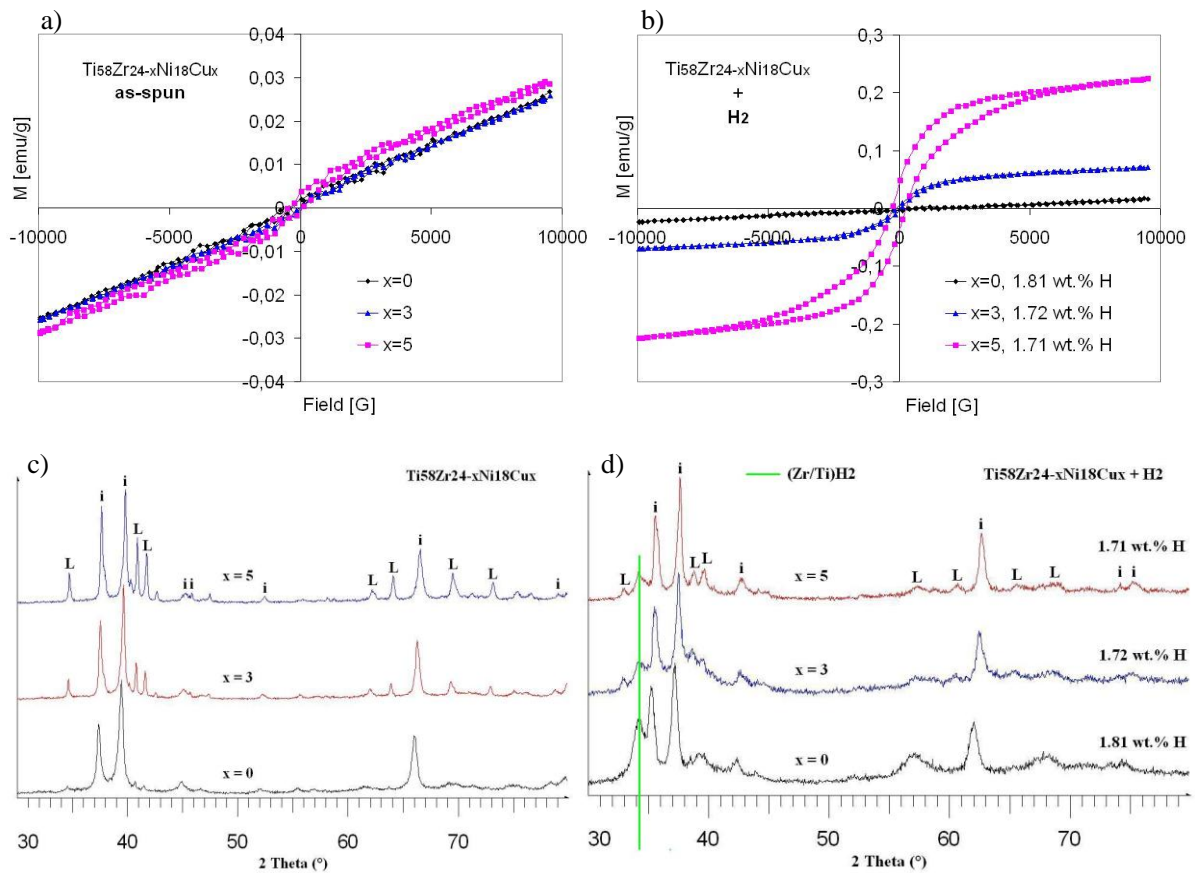 a)
Ti58Zr24-xNi18Cux
as-spun
M [emu/g]
0,04
0,03
0,02
0,01
0
-0,01
-0,02
-0,03
-0,04
-10000
-5000
0
5000
10000
x=0
x=3
x=5
Field [G]
b)
Ti58Zr24-xNi18Cux
+
H2
M [emu/g]
0,3
0,2
0,1
0
-0,1
-0,2
-0,3
-10000
-5000
0
5000
10000
x=0, 1.81 wt.% H
x=3, 1.72 wt.% H
x=5, 1.71 wt.% H
Field [G]
c)
Ti58Zr24-xNi18Cux
L i i L L i i i L L i L L i
x = 5
x = 3
x = 0
30 40 50 60 70
2 Theta (°)
d)
(Zr/Ti)H2
Ti58Zr24-xNi18Cux + H2
L i i L L i L L i L L i i
1.71 wt.% H
x = 5
1.72 wt.% H
x = 3
1.81 wt.% H
x = 0
30 40 50 60 70
2 Theta (°)